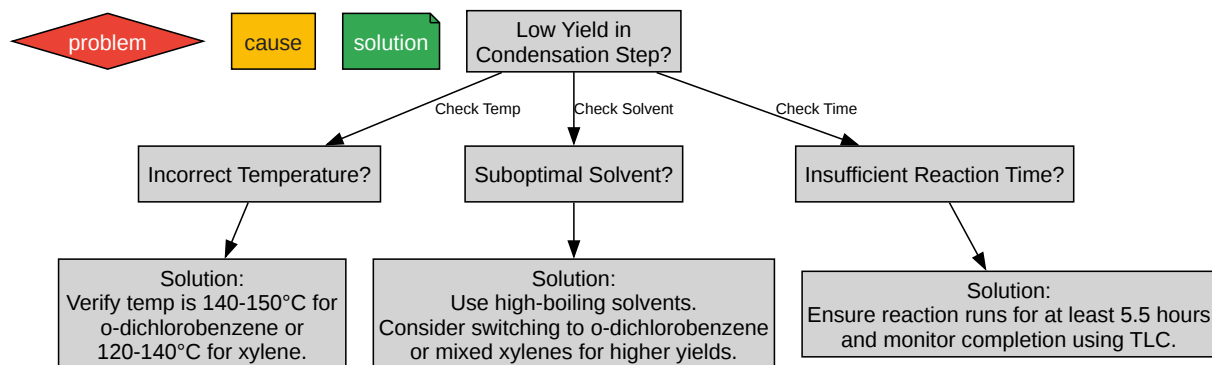 problem
cause
solution
Low Yield in
Condensation Step?
Check Temp
Check Solvent
Check Time
Incorrect Temperature?
Suboptimal Solvent?
Insufficient Reaction Time?
Solution:
Verify temp is 140-150°C for
o-dichlorobenzene or
120-140°C for xylene.
Solution:
Use high-boiling solvents.
Consider switching to o-dichlorobenzene
or mixed xylenes for higher yields.
Solution:
Ensure reaction runs for at least 5.5 hours
and monitor completion using TLC.